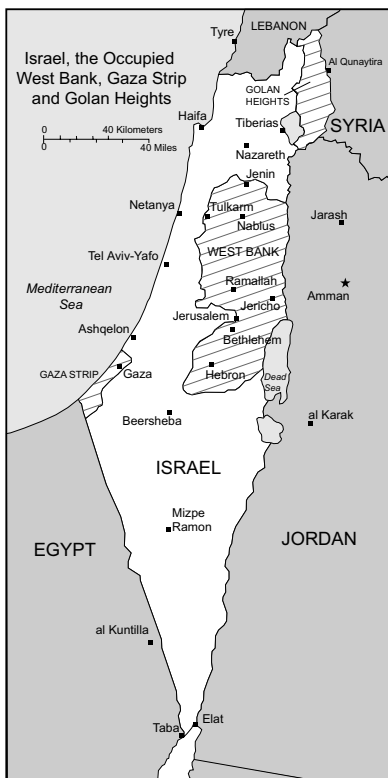 Israel, the Occupied
West Bank, Gaza Strip
and Golan Heights
0 40 Kilometers
0 40 Miles
LEBANON
Tyre
Al Qunaytira
GOLAN
HEIGHTS
SYRIA
Haifa
Tiberias
Nazareth
Jenin
Netanya
Tulkarm
Nablus
Jarash
WEST BANK
Tel Aviv-Yafo
Ramallah
Mediterranean
Sea
Jericho
Amman
Jerusalem
Ashqelon
Bethlehem
GAZA STRIP
Gaza
Hebron
Dead
Sea
Beersheba
al Karak
ISRAEL
Mizpe
Ramon
EGYPT
JORDAN
al Kuntilla
Elat
Taba